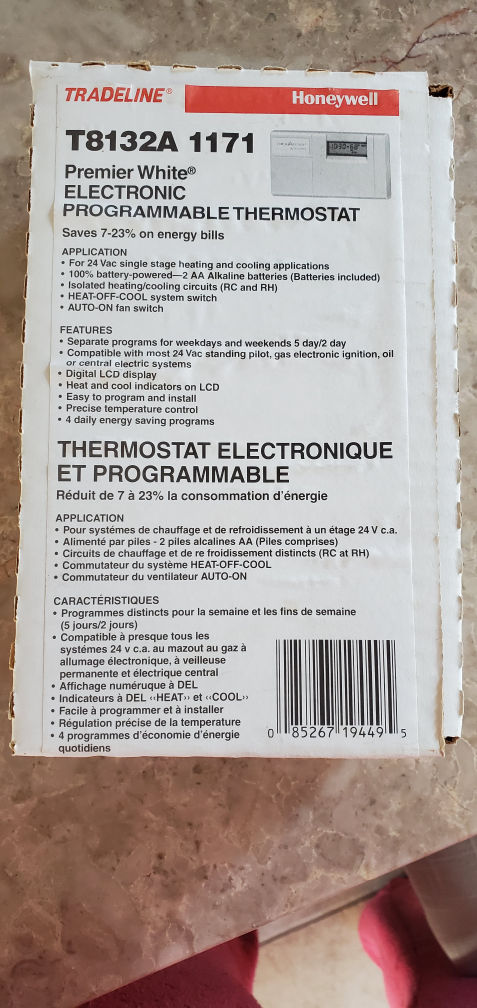 TRADELINE® Honeywell
T8132A 1171
Premier White®
ELECTRONIC
PROGRAMMABLE THERMOSTAT
Saves 7-23% on energy bills
APPLICATION
• For 24 Vac single stage heating and cooling applications
• 100% battery-powered—2 AA Alkaline batteries (Batteries included)
• Isolated heating/cooling circuits (RC and RH)
• HEAT-OFF-COOL system switch
• AUTO-ON fan switch
FEATURES
• Separate programs for weekdays and weekends 5 day/2 day
• Compatible with most 24 Vac standing pilot, gas electronic ignition, oil
or central electric systems
• Digital LCD display
• Heat and cool indicators on LCD
• Easy to program and install
• Precise temperature control
• 4 daily energy saving programs
THERMOSTAT ELECTRONIQUE
ET PROGRAMMABLE
Réduit de 7 à 23% la consommation d'énergie
APPLICATION
• Pour systémes de chauffage et de refroidissement à un étage 24 V c.a.
• Alimenté par piles - 2 piles alcalines AA (Piles comprises)
• Circuits de chauffage et de re froidissement distincts (RC at RH)
• Commutateur du système HEAT-OFF-COOL
• Commutateur du ventilateur AUTO-ON
CARACTÉRISTIQUES
• Programmes distincts pour la semaine et les fins de semaine
(5 jours/2 jours)
• Compatible à presque tous les
systémes 24 v c.a. au mazout au gaz à
allumage électronique, à veilleuse
permanente et électrique central
• Affichage numéruque à DEL
• Indicateurs à DEL ‹‹HEAT›› et ‹‹COOL››
• Facile à programer et à installer
• Régulation précise de la temperature
• 4 programmes d'économie d'énergie
quotidiens
0 85267 19449 5